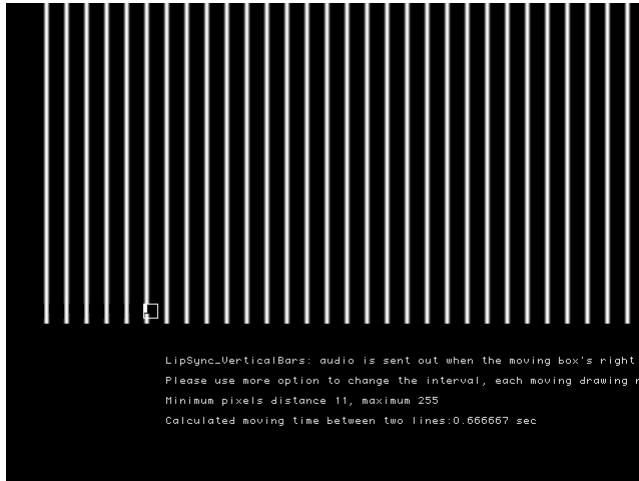 LipSync_VerticalBars: audio is sent out when the moving box's right
Please use more option to change the interval, each moving drawing
Minimum pixels distance 11, maximum 255
Calculated moving time between two lines:0.666667 sec